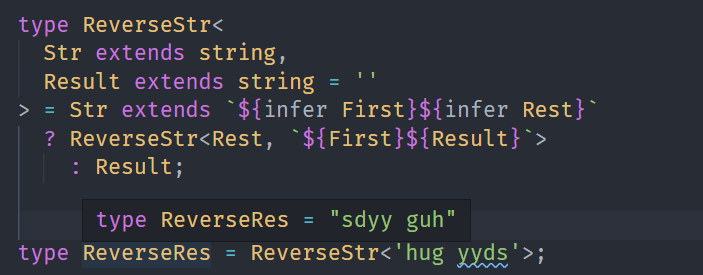 type ReverseStr<
  Str extends string,
  Result extends string = ''
> = Str extends `${infer First}${infer Rest}`
  ? ReverseStr<Rest, `${First}${Result}`>
    : Result;
type ReverseRes = "sdyy guh"
type ReverseRes = ReverseStr<'hug yyds'>;